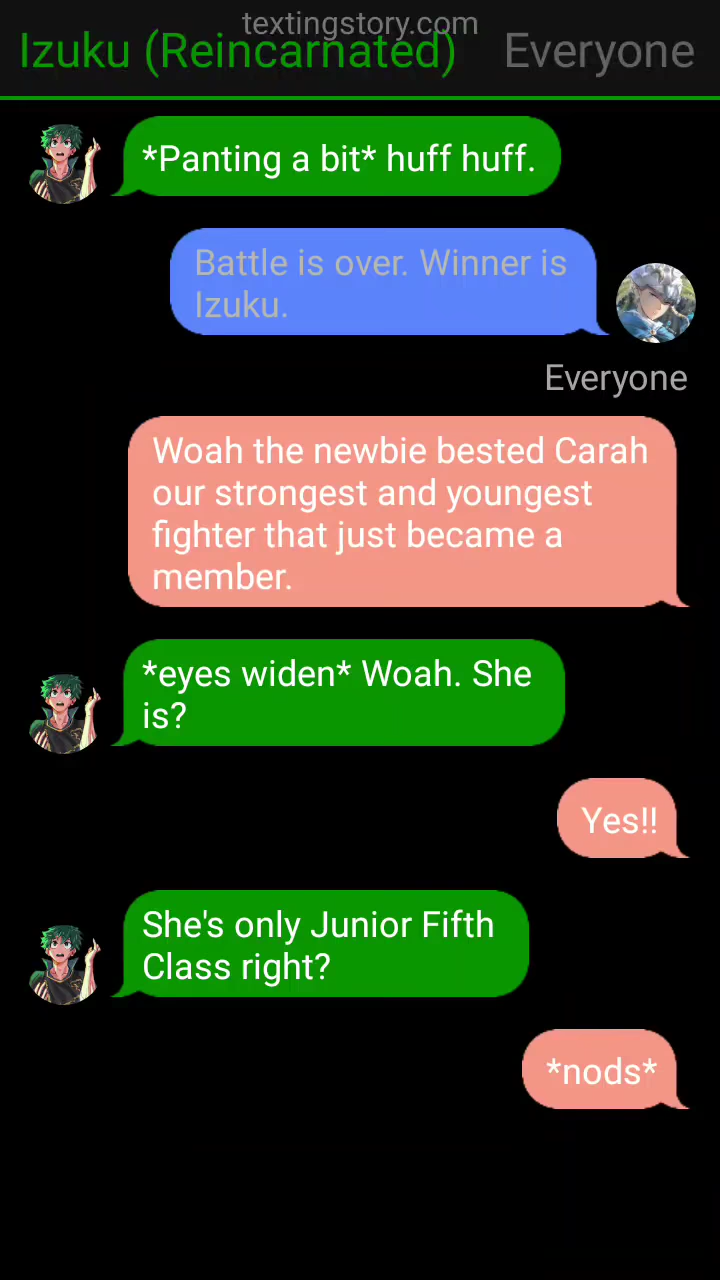 textingstory.com
Izuku (Reincarnated) Everyone
*Panting a bit* huff huff.
Battle is over. Winner is
Izuku.
Everyone
Woah the newbie bested Carah
our strongest and youngest
fighter that just became a
member.
*eyes widen* Woah. She
is?
Yes!!
She's only Junior Fifth
Class right?
*nods*